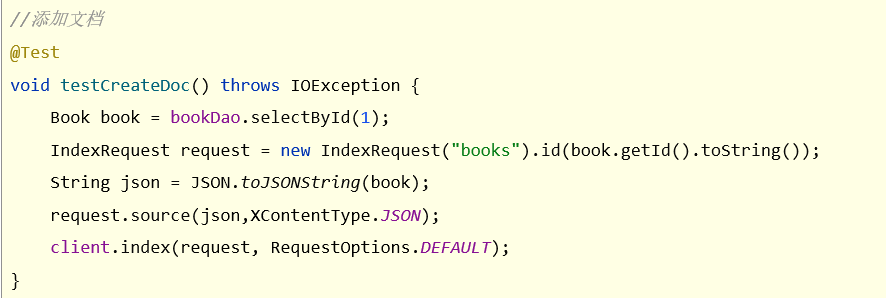 //添加文档
@Test
void testCreateDoc() throws IOException {
    Book book = bookDao.selectById(1);
    IndexRequest request = new IndexRequest("books").id(book.getId().toString());
    String json = JSON.toJSONString(book);
    request.source(json,XContentType.JSON);
    client.index(request, RequestOptions.DEFAULT);
}